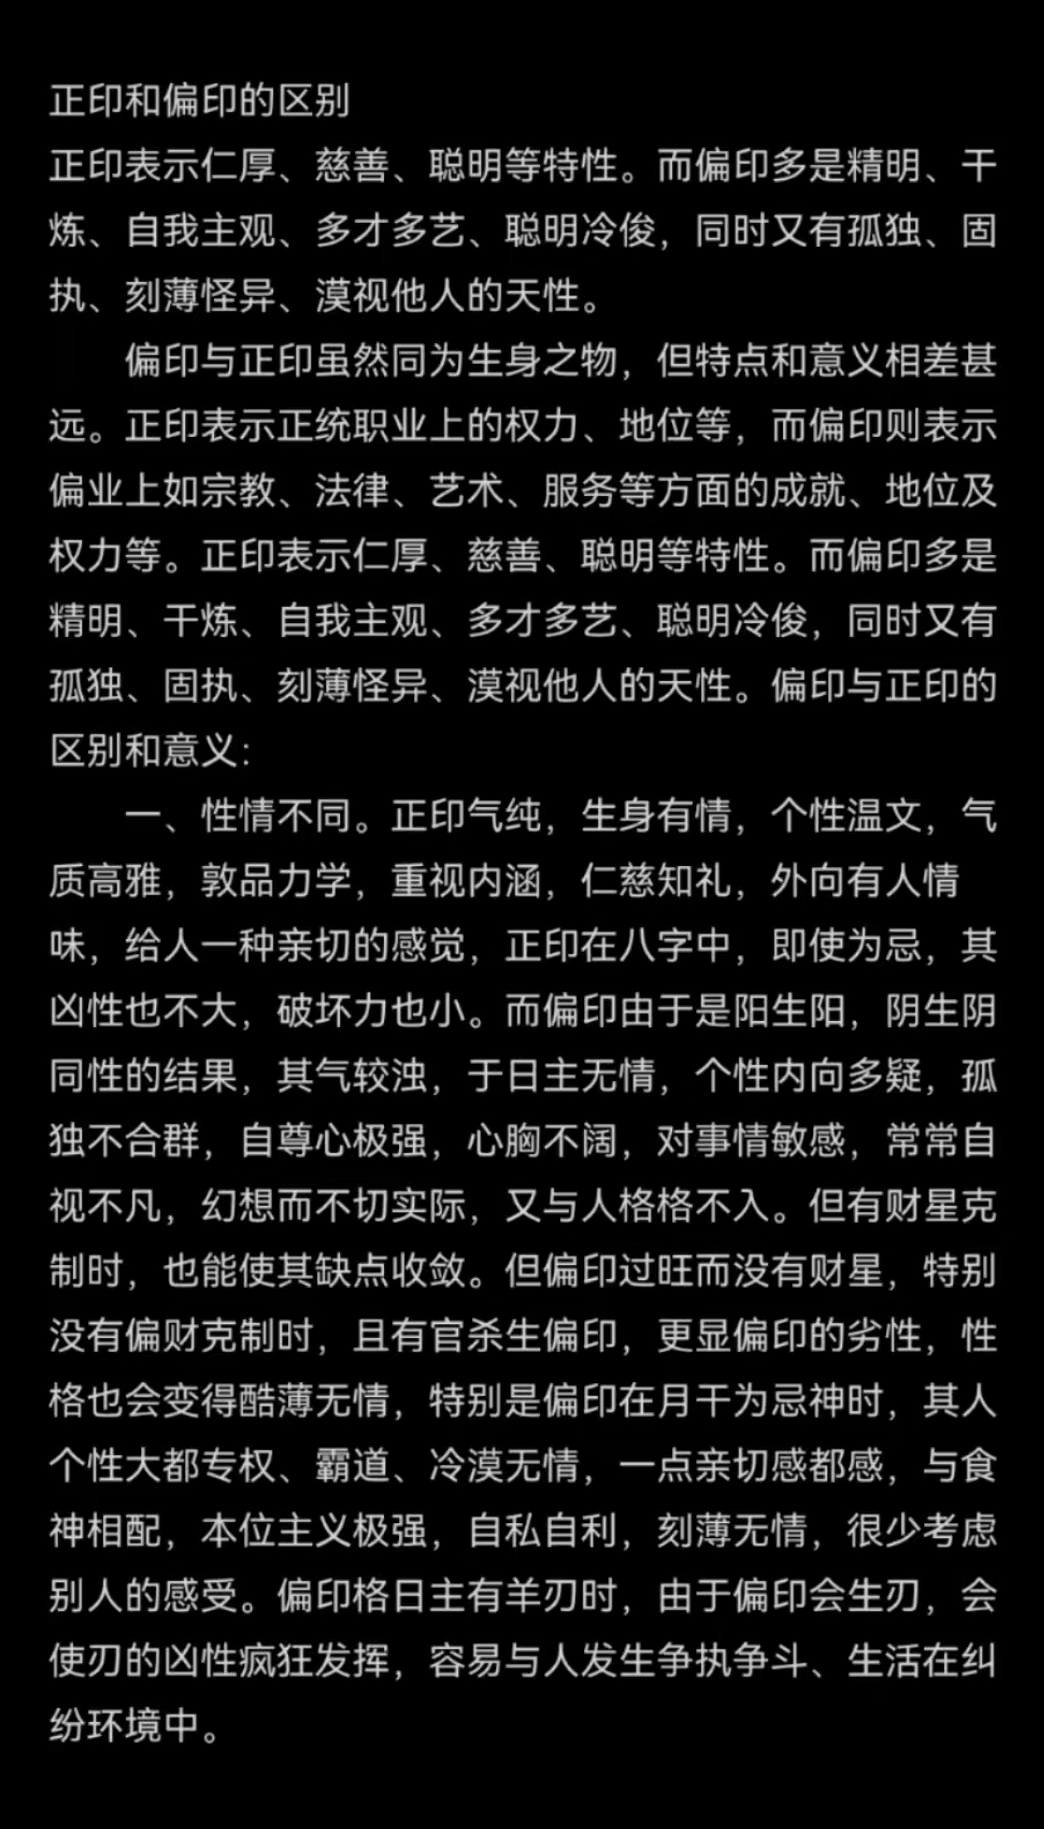 正印和偏印的区别
正印表示仁厚、慈善、聪明等特性。而偏印多是精明、干
炼、自我主观、多才多艺、聪明冷俊，同时又有孤独、固
执、刻薄怪异、漠视他人的天性。
偏印与正印虽然同为生身之物，但特点和意义相差甚
远。正印表示正统职业上的权力、地位等，而偏印则表示
偏业上如宗教、法律、艺术、服务等方面的成就、地位及
权力等。正印表示仁厚、慈善、聪明等特性。而偏印多是
精明、干炼、自我主观、多才多艺、聪明冷俊，同时又有
孤独、固执、刻薄怪异、漠视他人的天性。偏印与正印的
区别和意义：
一、性情不同。正印气纯，生身有情，个性温文，气
质高雅，敦品力学，重视内涵，仁慈知礼，外向有人情
味，给人一种亲切的感觉，正印在八字中，即使为忌，其
凶性也不大，破坏力也小。而偏印由于是阳生阳，阴生阴
同性的结果，其气较浊，于日主无情，个性内向多疑，孤
独不合群，自尊心极强，心胸不阔，对事情敏感，常常自
视不凡，幻想而不切实际，又与人格格不入。但有财星克
制时，也能使其缺点收敛。但偏印过旺而没有财星，特别
没有偏财克制时，且有官杀生偏印，更显偏印的劣性，性
格也会变得酷薄无情，特别是偏印在月干为忌神时，其人
个性大都专权、霸道、冷漠无情，一点亲切感都感，与食
神相配，本位主义极强，自私自利，刻薄无情，很少考虑
别人的感受。偏印格日主有羊刃时，由于偏印会生刃，会
使刃的凶性疯狂发挥，容易与人发生争执争斗、生活在纠
纷环境中。